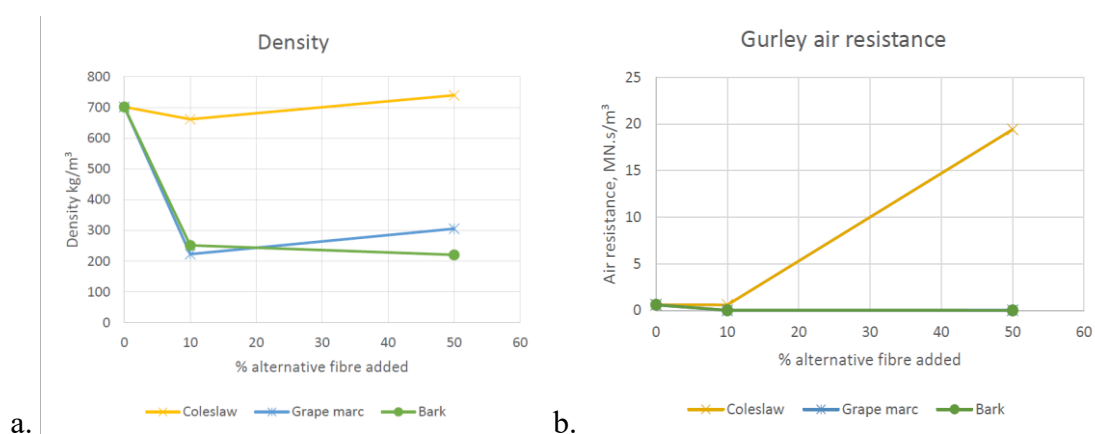 Density
Density kg/m³
800
700
600
500
400
300
200
100
0
0 10 20 30 40 50 60
% alternative fibre added
Coleslaw Grape marc Bark
a.
Gurley air resistance
Air resistance, MN.s/m³
25
20
15
10
5
0
0 10 20 30 40 50 60
% alternative fibre added
Coleslaw Grape marc Bark
b.